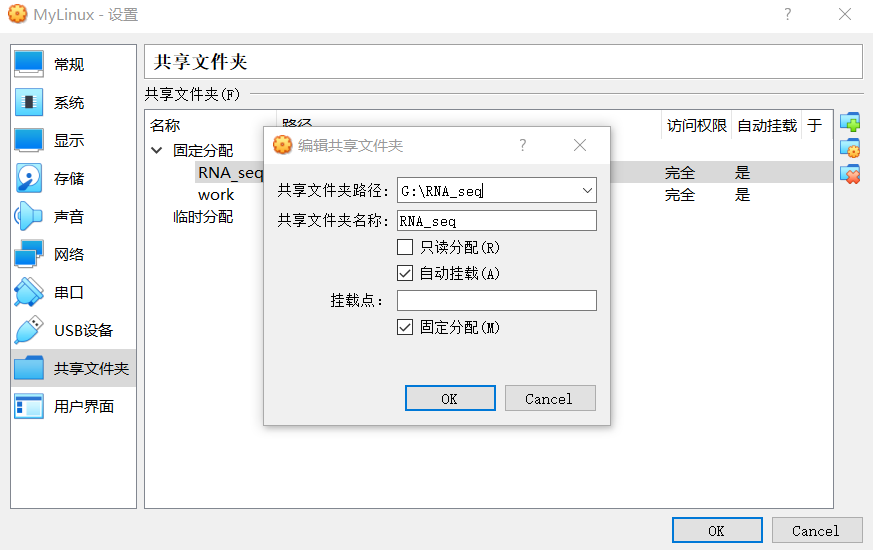 MyLinux - 设置
?
常规
系统
显示
存储
声音
网络
串口
USB设备
共享文件夹
用户界面
共享文件夹
共享文件夹(F)
名称 路径 访问权限 自动挂载 于
固定分配
RNA_seq 完全 是
work 完全 是
临时分配
编辑共享文件夹 ?
共享文件夹路径: G:\RNA_seq
共享文件夹名称: RNA_seq
只读分配(R)
自动挂载(A)
挂载点:
固定分配(M)
OK Cancel
OK Cancel